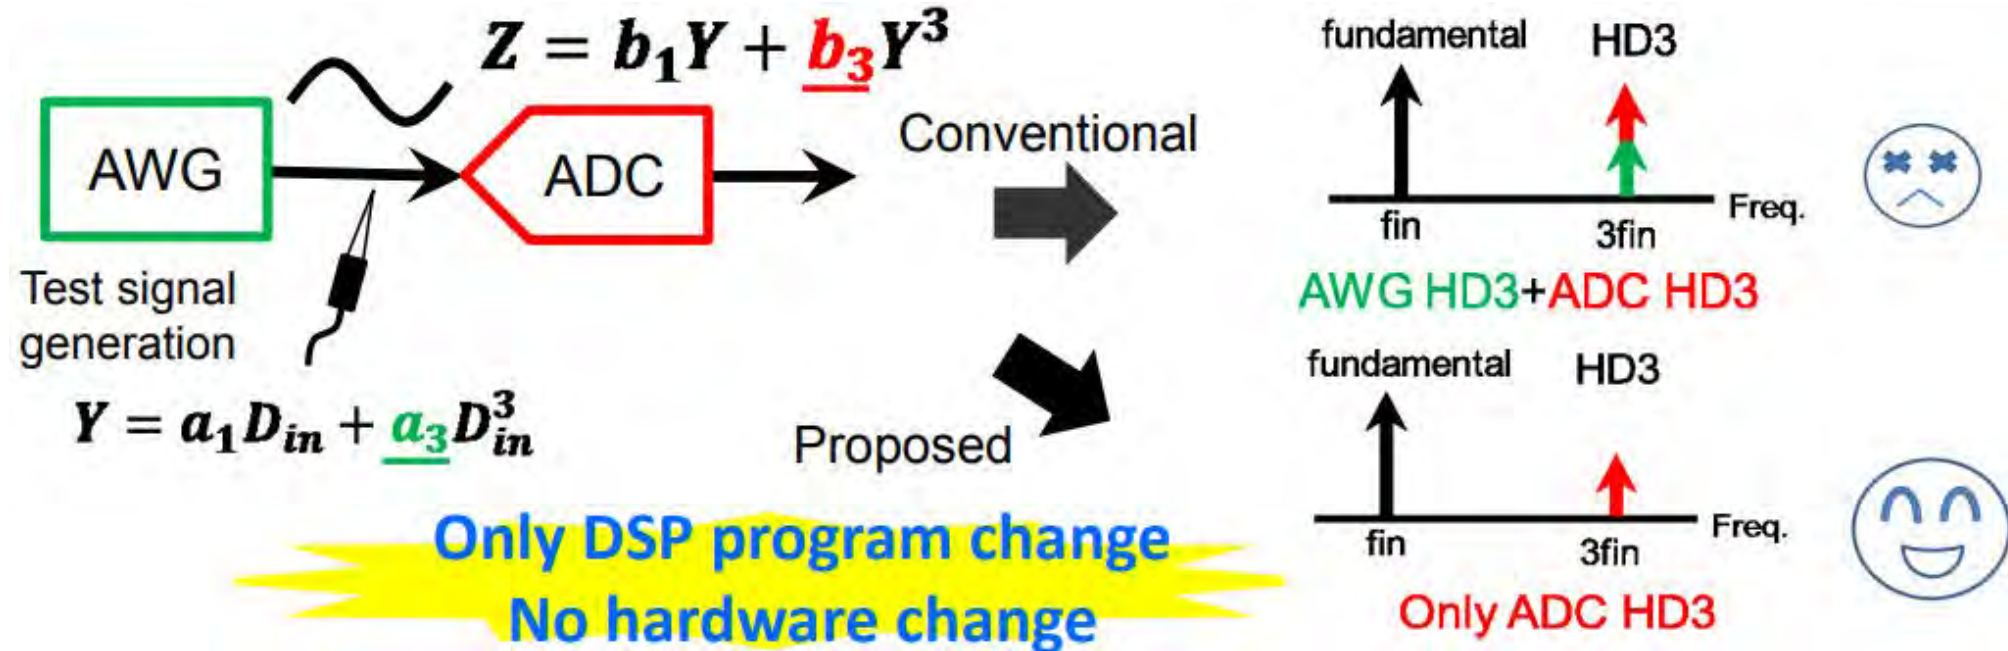 Z = b₁Y + b₃Y³
AWG
ADC
Test signal
generation
Y = a₁Dᵢₙ + a₃D³ᵢₙ
Conventional
Proposed
Only DSP program change
No hardware change
fundamental HD3
fin 3fin Freq.
AWG HD3+ADC HD3
fundamental HD3
fin 3fin Freq.
Only ADC HD3